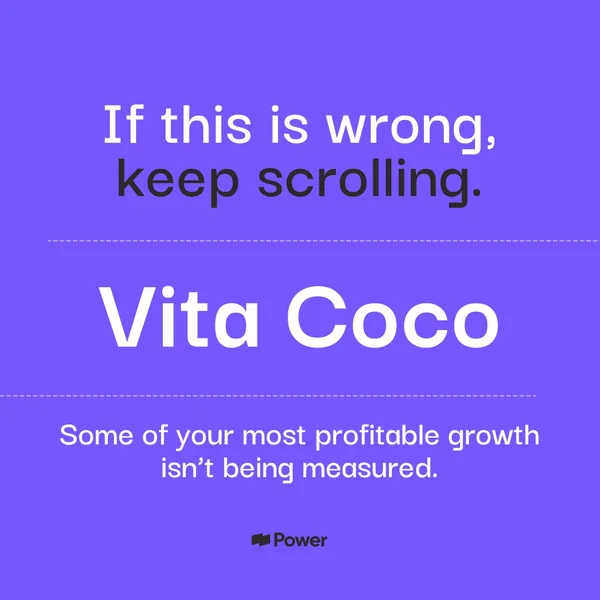 If this is wrong,
keep scrolling.
Vita Coco
Some of your most profitable growth
isn’t being measured.
Power